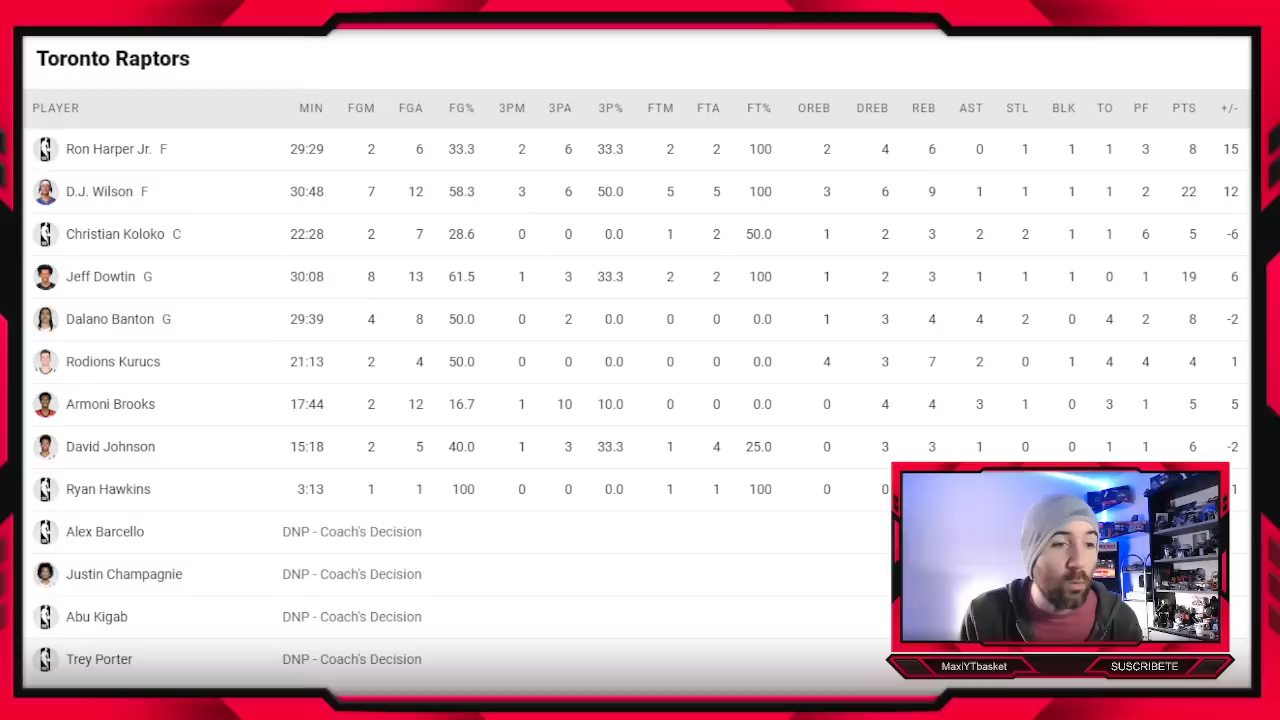 Toronto Raptors
PLAYER MIN FGM FGA FG% 3PM 3PA 3P% FTM FTA FT% OREB DREB REB AST STL BLK TO PF PTS +/-
Ron Harper Jr. F 29:29 2 6 33.3 2 6 33.3 2 2 100 2 4 6 0 1 1 1 3 8 15
D.J. Wilson F 30:48 7 12 58.3 3 6 50.0 5 5 100 3 6 9 1 1 1 1 2 22 12
Christian Koloko C 22:28 2 7 28.6 0 0 0.0 1 2 50.0 1 2 3 2 2 1 1 6 5 -6
Jeff Dowtin G 30:08 8 13 61.5 1 3 33.3 2 2 100 1 2 3 1 1 1 0 1 19 6
Dalano Banton G 29:39 4 8 50.0 0 2 0.0 0 0 0.0 1 3 4 4 2 0 4 2 8 -2
Rodions Kurucs 21:13 2 4 50.0 0 0 0.0 0 0 0.0 4 3 7 2 0 1 4 4 4 1
Armoni Brooks 17:44 2 12 16.7 1 10 10.0 0 0 0.0 0 4 4 3 1 0 3 1 5 5
David Johnson 15:18 2 5 40.0 1 3 33.3 1 4 25.0 0 3 3 1 0 0 1 1 6 -2
Ryan Hawkins 3:13 1 1 100 0 0 0.0 1 1 100 0 0 1
Alex Barcello DNP - Coach's Decision
Justin Champagnie DNP - Coach's Decision
Abu Kigab DNP - Coach's Decision
Trey Porter DNP - Coach's Decision
MaxiYTbasket SUSCRIBETE